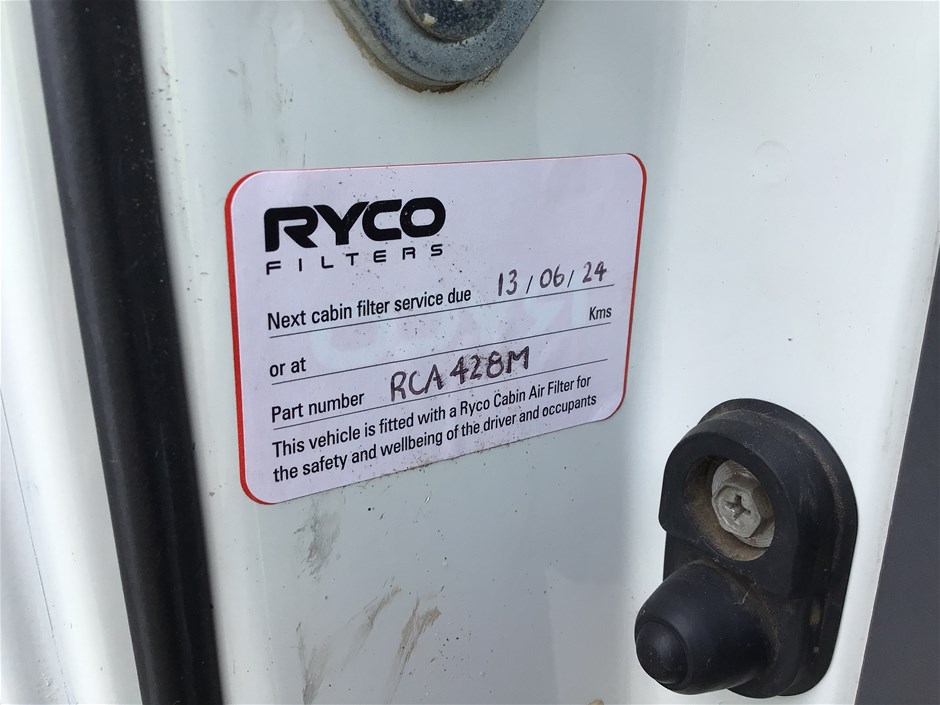 RYCO
FILTERS
Next cabin filter service due 13/06/24
or at Kms
Part number RCA428M
This vehicle is fitted with a Ryco Cabin Air Filter for
the safety and wellbeing of the driver and occupants